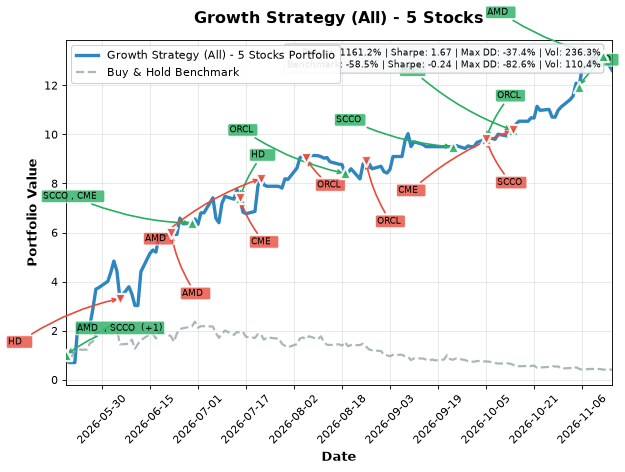 Growth Strategy (All) - 5 Stocks
AMD
Growth Strategy (All) - 5 Stocks Portfolio
Buy & Hold Benchmark
1161.2% | Sharpe: 1.67 | Max DD: -37.4% | Vol: 236.3%
-58.5% | Sharpe: -0.24 | Max DD: -82.6% | Vol: 110.4%
ORCL
SCCO
ORCL
HD
SCCO
ORCL
CME
SCCO , CME
ORCL
AMD
CME
AMD
AMD , SCCO (+1)
HD
Portfolio Value
12
10
8
6
4
2
0
2026-05-30
2026-06-15
2026-07-01
2026-07-17
2026-08-02
2026-08-18
2026-09-03
2026-09-19
2026-10-05
2026-10-21
2026-11-06
Date